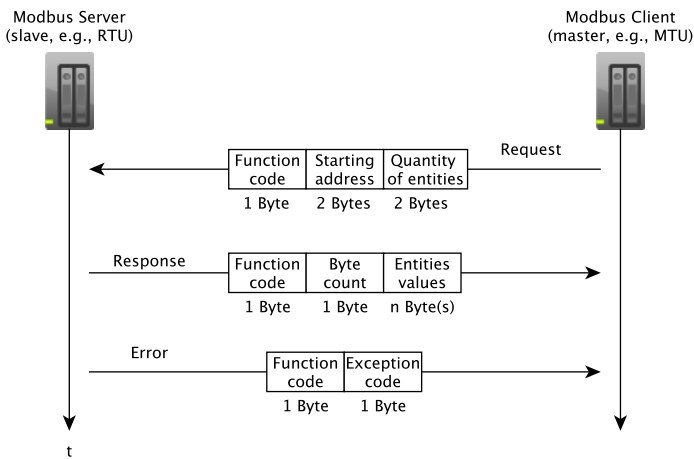 Modbus Server
(slave, e.g., RTU)
Modbus Client
(master, e.g., MTU)
Request
Function
code
Starting
address
Quantity
of entities
1 Byte
2 Bytes
2 Bytes
Response
Function
code
Byte
count
Entities
values
1 Byte
1 Byte
n Byte(s)
Error
Function
code
Exception
code
1 Byte
1 Byte
t